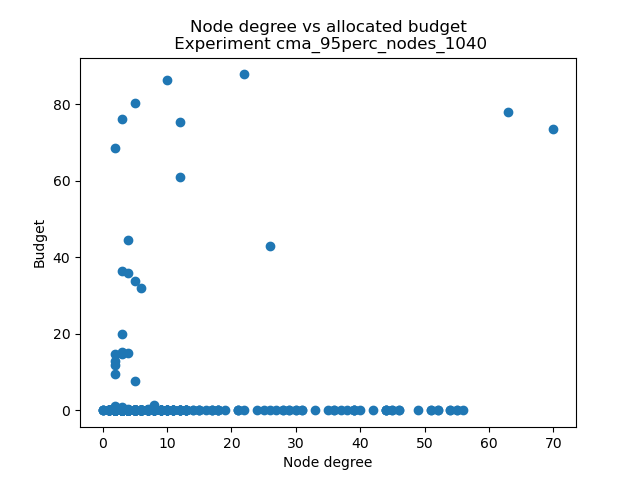 Node degree vs allocated budget
Experiment cma_95perc_nodes_1040
80
60
40
20
0
Budget
0 10 20 30 40 50 60 70
Node degree